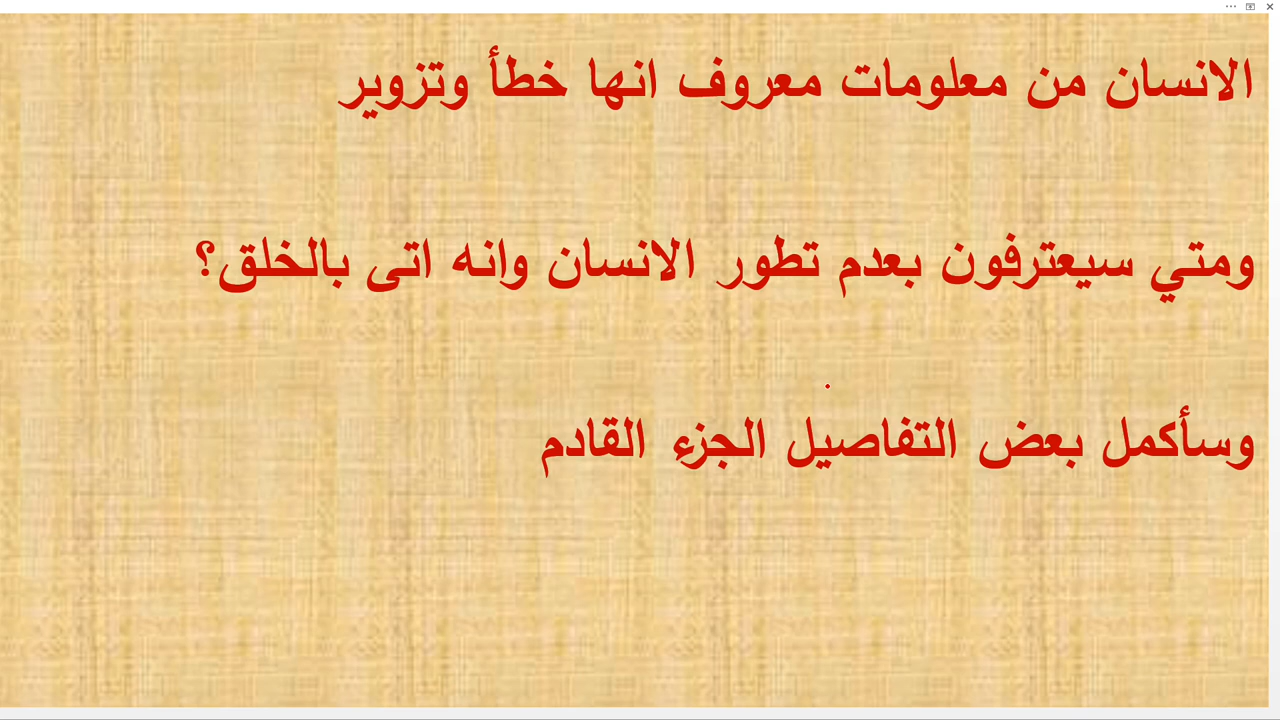 الانسان من معلومات معروف انها خطأ وتزوير
ومتي سيعترفون بعدم تطور الانسان وانه اتى بالخلق؟
وسأكمل بعض التفاصيل الجزء القادم